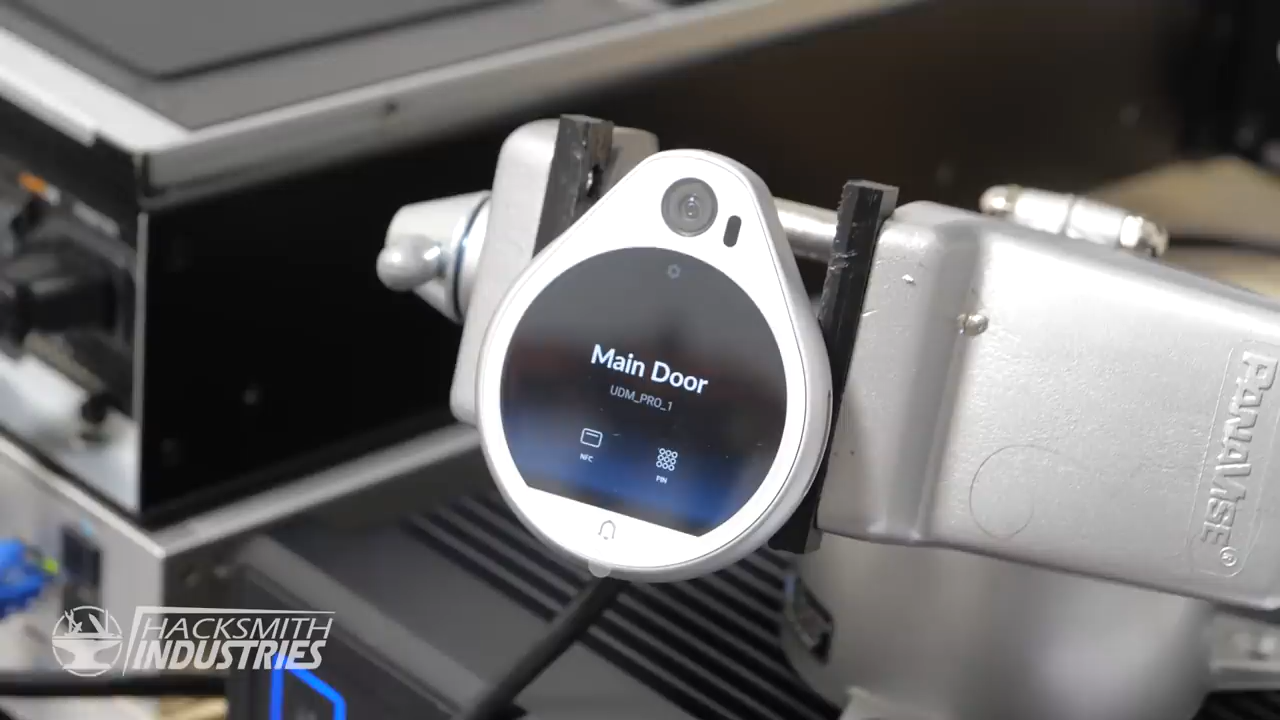 Main Door
UDM_PRO_1
NFC
PIN
PANAVISE®
HACKSMITH
INDUSTRIES